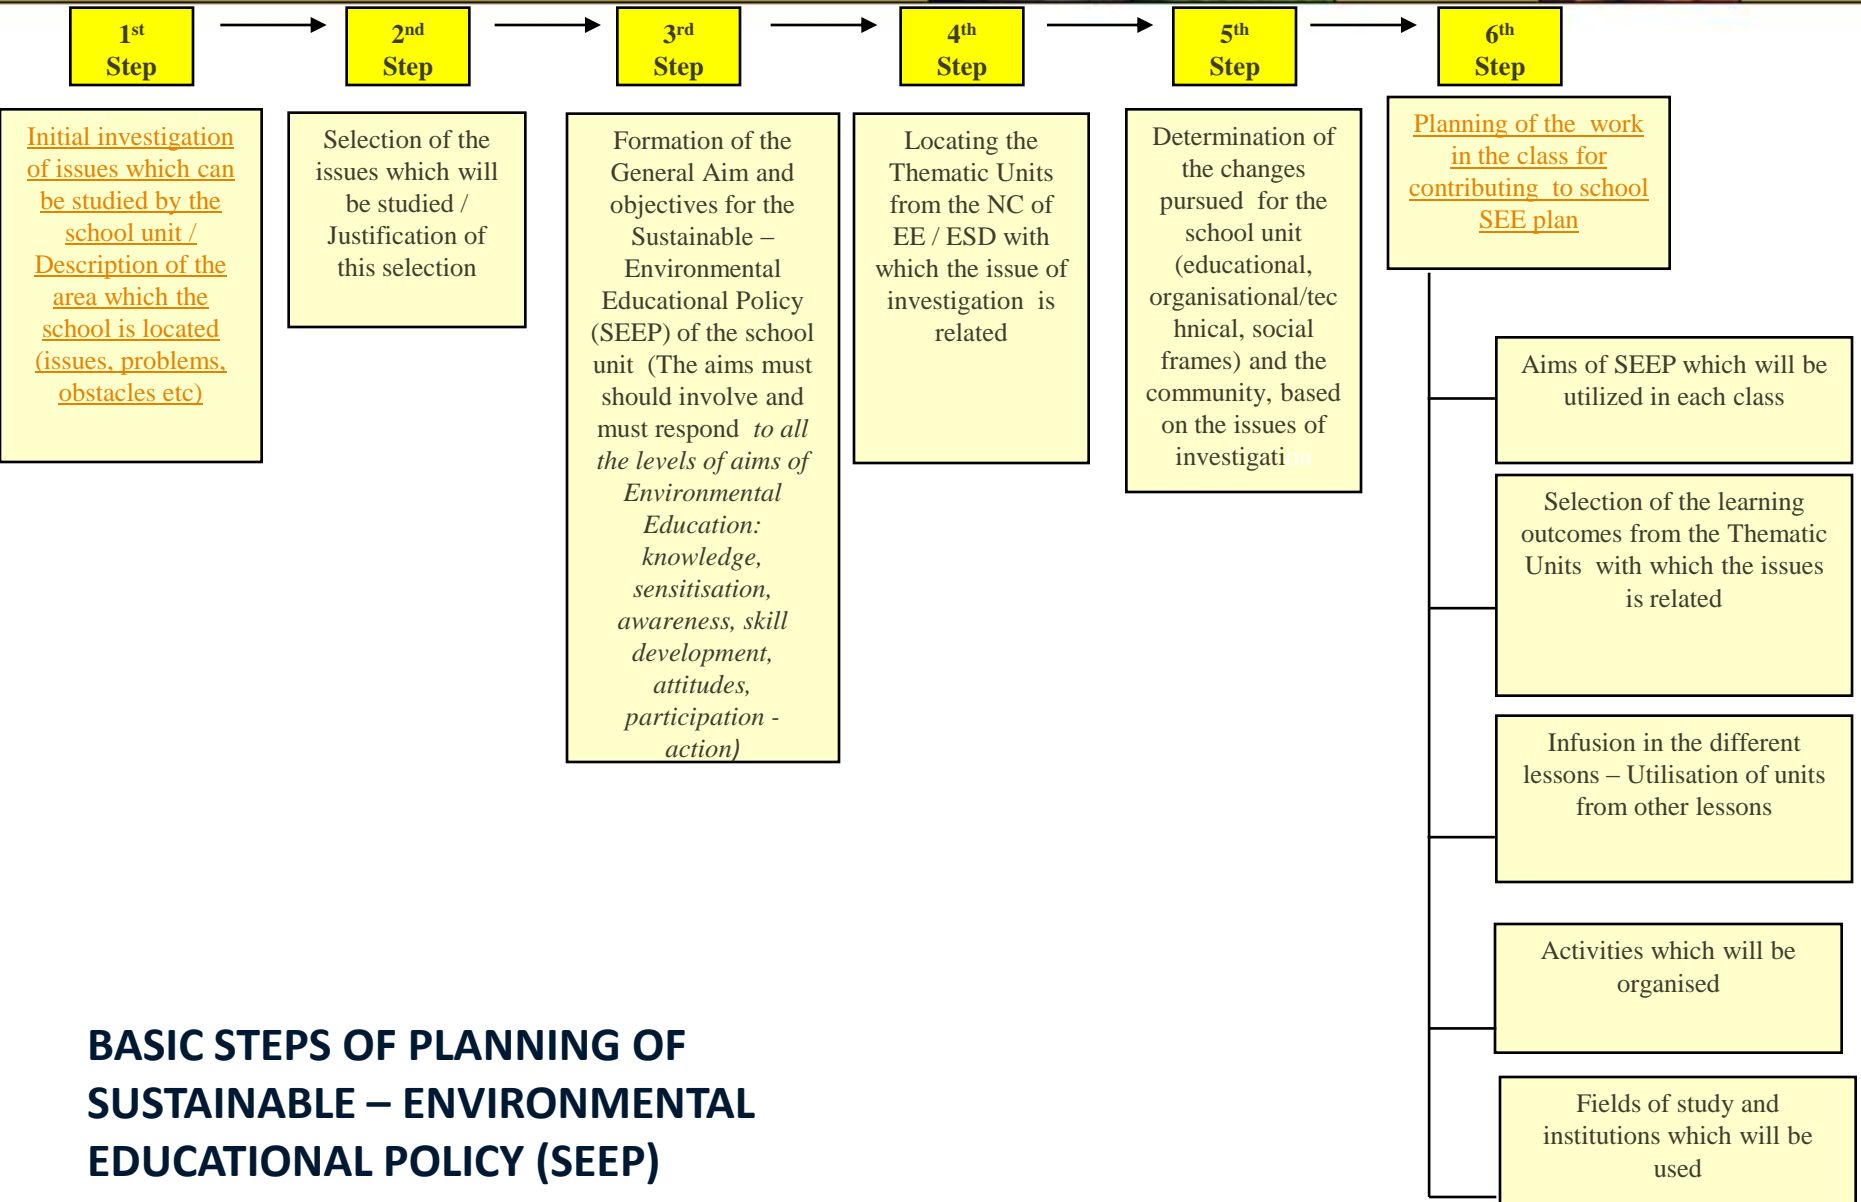 1st
Step
2nd
Step
3rd
Step
4th
Step
5th
Step
6th
Step
Initial investigation
of issues which can
be studied by the
school unit /
Description of the
area which the
school is located
(issues, problems,
obstacles etc)
Selection of the
issues which will
be studied /
Justification of
this selection
Formation of the
General Aim and
objectives for the
Sustainable –
Environmental
Educational Policy
(SEEP) of the school
unit (The aims must
should involve and
must respond to all
the levels of aims of
Environmental
Education:
knowledge,
sensitisation,
awareness, skill
development,
attitudes,
participation -
action)
Locating the
Thematic Units
from the NC of
EE / ESD with
which the issue of
investigation is
related
Determination of
the changes
pursued for the
school unit
(educational,
organisational/tec
hnical, social
frames) and the
community, based
on the issues of
investigation
Planning of the work
in the class for
contributing to school
SEE plan
Aims of SEEP which will be
utilized in each class
Selection of the learning
outcomes from the Thematic
Units with which the issues
is related
Infusion in the different
lessons – Utilisation of units
from other lessons
Activities which will be
organised
Fields of study and
institutions which will be
used
BASIC STEPS OF PLANNING OF
SUSTAINABLE – ENVIRONMENTAL
EDUCATIONAL POLICY (SEEP)